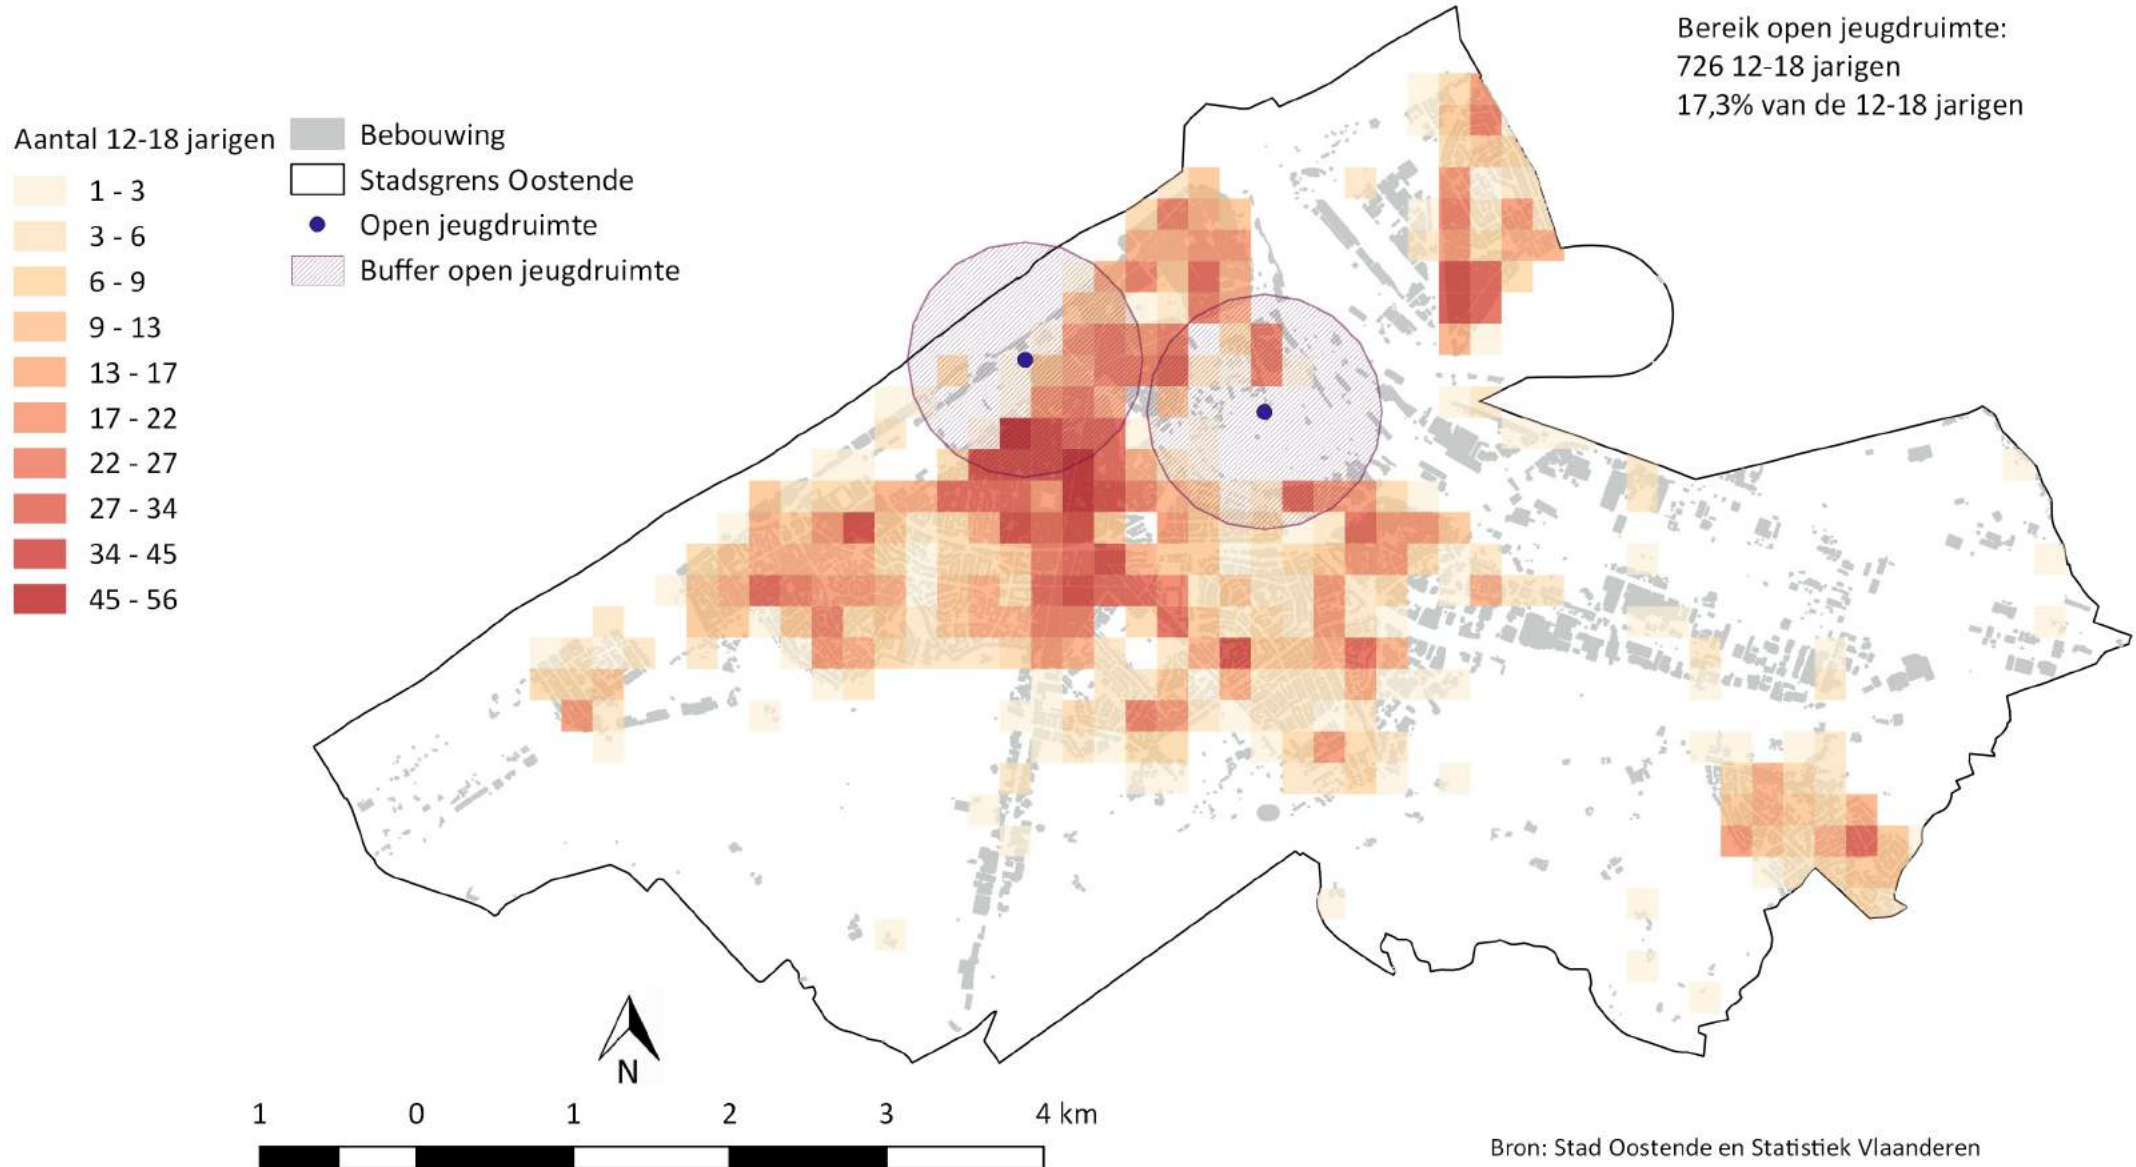 Bereik open jeugdruimte:
726 12-18 jarigen
17,3% van de 12-18 jarigen
Aantal 12-18 jarigen
1 - 3
3 - 6
6 - 9
9 - 13
13 - 17
17 - 22
22 - 27
27 - 34
34 - 45
45 - 56
Bebouwing
Stadsgrens Oostende
Open jeugdruimte
Buffer open jeugdruimte
N
1 0 1 2 3 4 km
Bron: Stad Oostende en Statistiek Vlaanderen